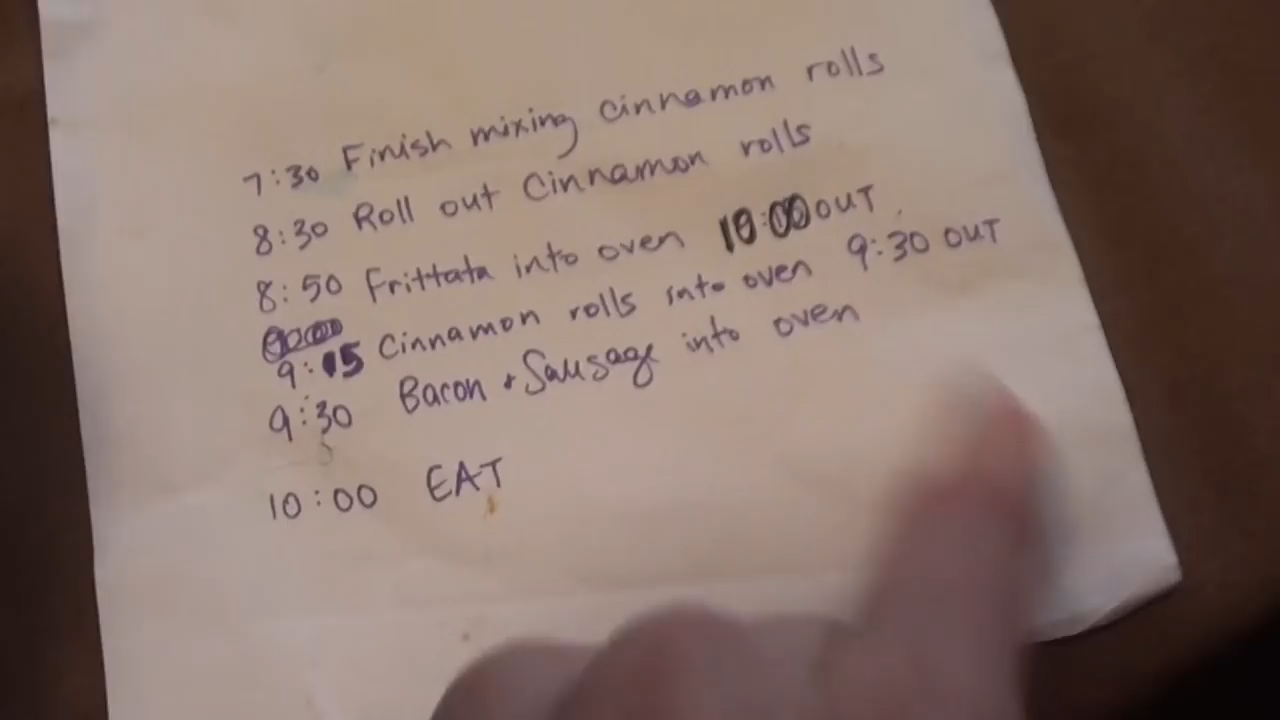 7:30 Finish mixing cinnamon rolls
8:30 Roll out Cinnamon rolls
8:50 Frittata into oven 10:00 OUT
9:15 Cinnamon rolls into oven 9:30 OUT
9:30 Bacon + Sausage into oven
10:00 EAT